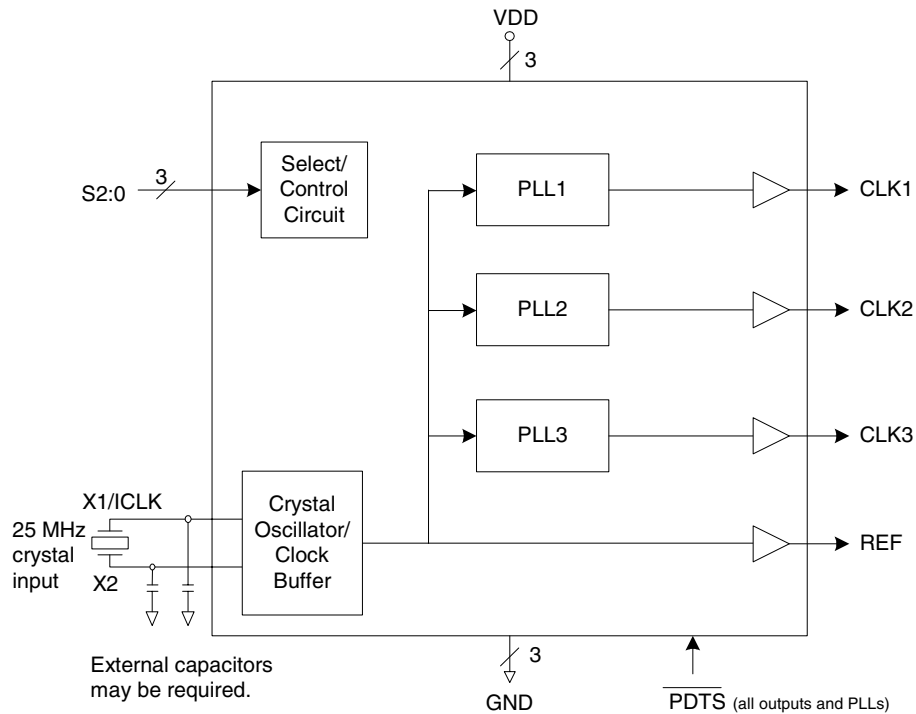 VDD
3
S2:0
3
Select/
Control
Circuit
PLL1
CLK1
PLL2
CLK2
PLL3
CLK3
X1/ICLK
25 MHz
crystal
input
X2
Crystal
Oscillator/
Clock
Buffer
REF
External capacitors
may be required.
3
GND
PDTS (all outputs and PLLs)